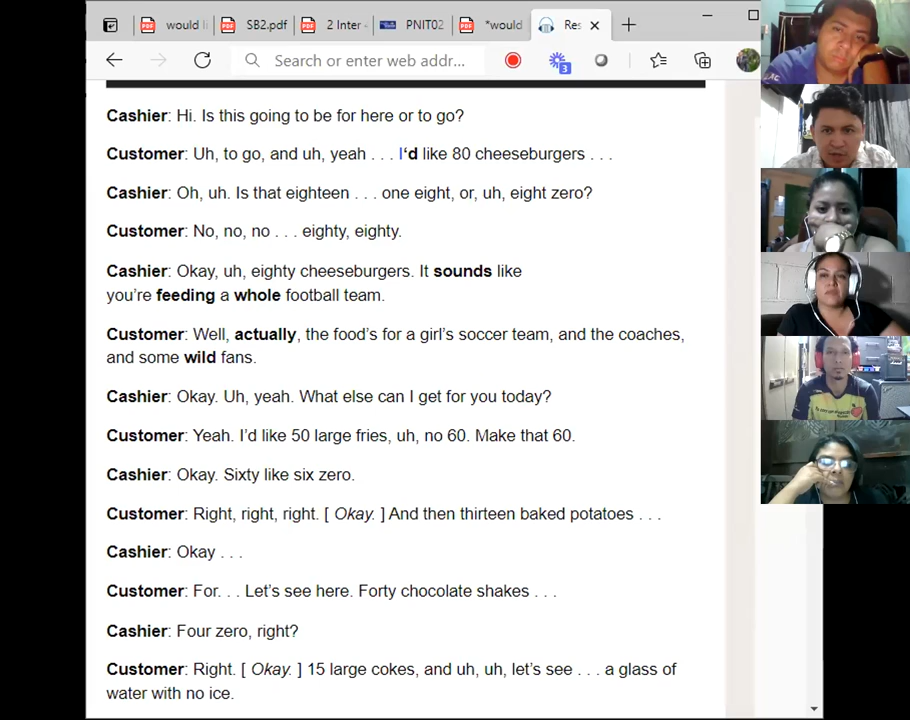 would l
SB2.pdf
2 Inter
PNIT02
*would
Res
Search or enter web addr...
3
Cashier: Hi. Is this going to be for here or to go?
Customer: Uh, to go, and uh, yeah . . . I‘d like 80 cheeseburgers . . .
Cashier: Oh, uh. Is that eighteen . . . one eight, or, uh, eight zero?
Customer: No, no, no . . . eighty, eighty.
Cashier: Okay, uh, eighty cheeseburgers. It sounds like
you’re feeding a whole football team.
Customer: Well, actually, the food’s for a girl’s soccer team, and the coaches,
and some wild fans.
Cashier: Okay. Uh, yeah. What else can I get for you today?
Customer: Yeah. I’d like 50 large fries, uh, no 60. Make that 60.
Cashier: Okay. Sixty like six zero.
Customer: Right, right, right. [ Okay. ] And then thirteen baked potatoes . . .
Cashier: Okay . . .
Customer: For. . . Let’s see here. Forty chocolate shakes . . .
Cashier: Four zero, right?
Customer: Right. [ Okay. ] 15 large cokes, and uh, uh, let’s see . . . a glass of
water with no ice.